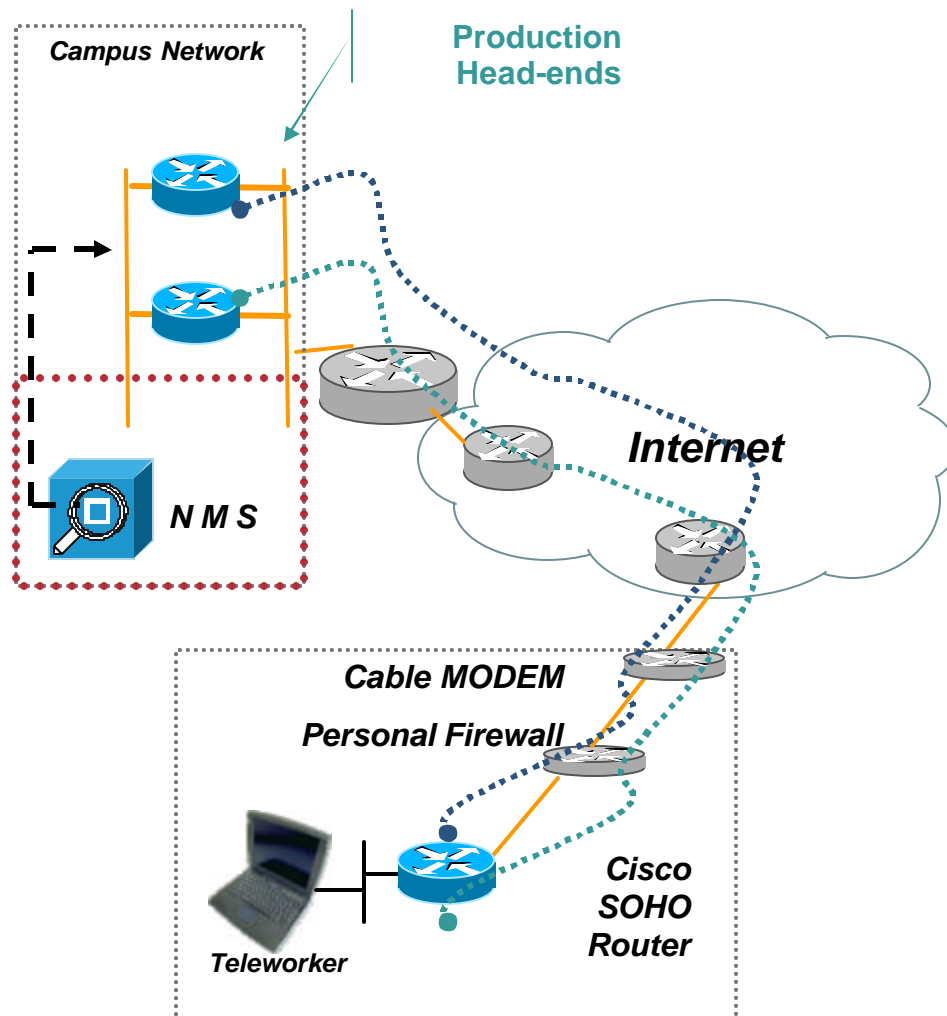 Production
Head-ends
Campus Network
Internet
N M S
Cable MODEM
Personal Firewall
Cisco
SOHO
Router
Teleworker